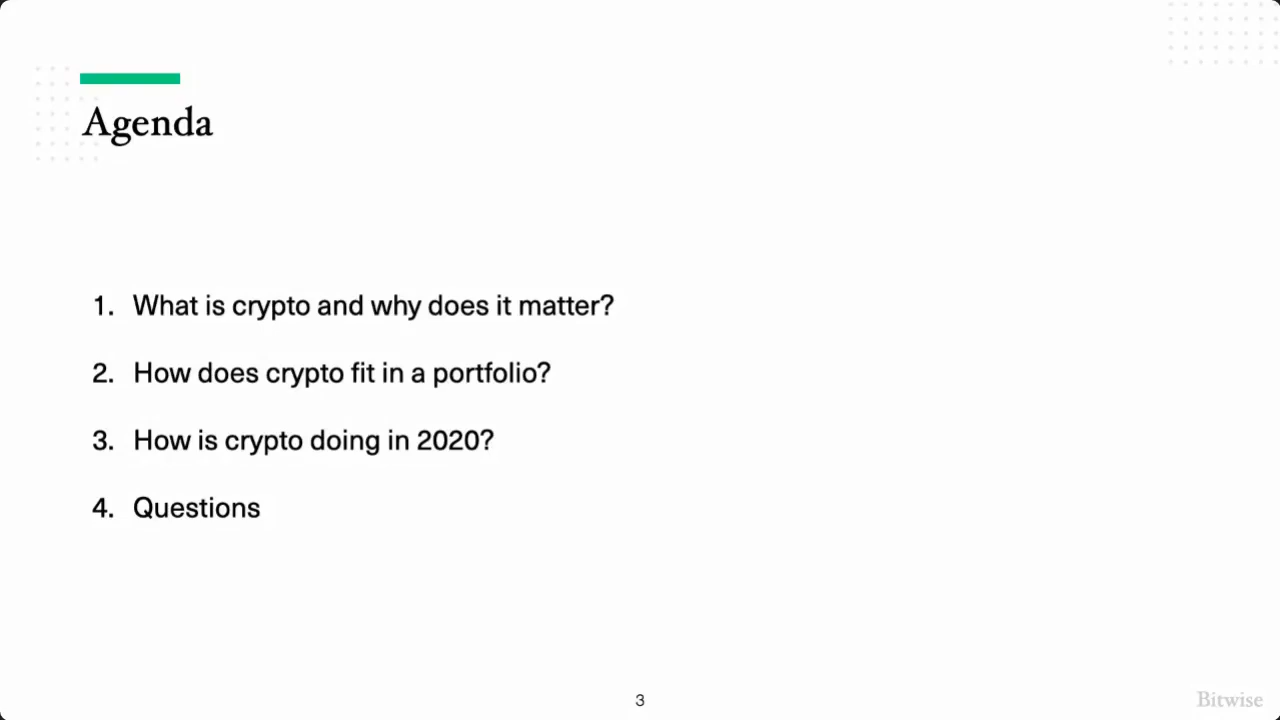 Agenda
1. What is crypto and why does it matter?
2. How does crypto fit in a portfolio?
3. How is crypto doing in 2020?
4. Questions
3
Bitwise